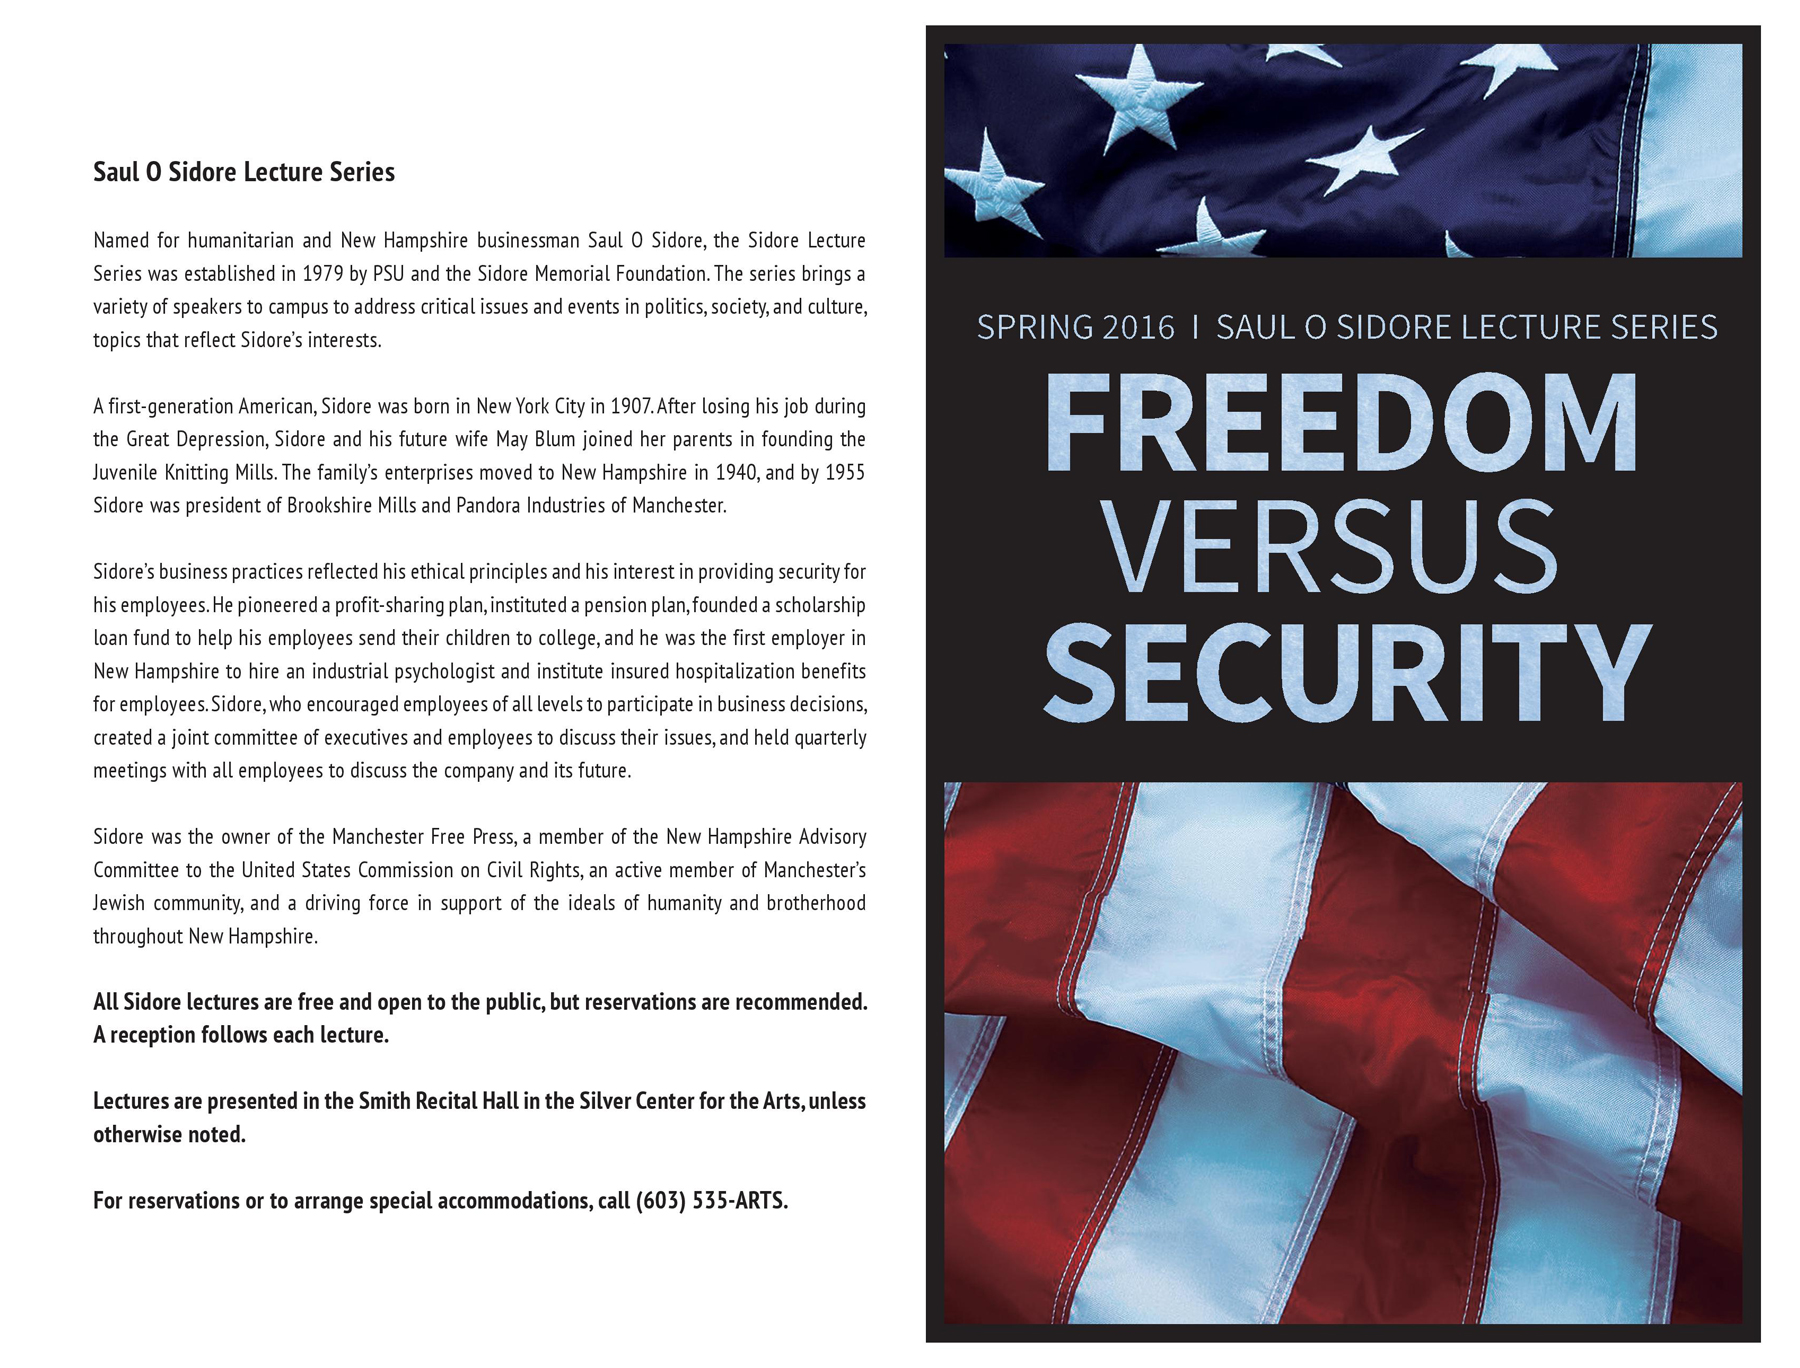 Saul O Sidore Lecture Series
Named for humanitarian and New Hampshire businessman Saul O Sidore, the Sidore Lecture
Series was established in 1979 by PSU and the Sidore Memorial Foundation. The series brings a
variety of speakers to campus to address critical issues and events in politics, society, and culture,
topics that reflect Sidore’s interests.
A first-generation American, Sidore was born in New York City in 1907. After losing his job during
the Great Depression, Sidore and his future wife May Blum joined her parents in founding the
Juvenile Knitting Mills. The family’s enterprises moved to New Hampshire in 1940, and by 1955
Sidore was president of Brookshire Mills and Pandora Industries of Manchester.
Sidore’s business practices reflected his ethical principles and his interest in providing security for
his employees. He pioneered a profit-sharing plan, instituted a pension plan, founded a scholarship
loan fund to help his employees send their children to college, and he was the first employer in
New Hampshire to hire an industrial psychologist and institute insured hospitalization benefits
for employees. Sidore, who encouraged employees of all levels to participate in business decisions,
created a joint committee of executives and employees to discuss their issues, and held quarterly
meetings with all employees to discuss the company and its future.
Sidore was the owner of the Manchester Free Press, a member of the New Hampshire Advisory
Committee to the United States Commission on Civil Rights, an active member of Manchester’s
Jewish community, and a driving force in support of the ideals of humanity and brotherhood
throughout New Hampshire.
All Sidore lectures are free and open to the public, but reservations are recommended.
A reception follows each lecture.
Lectures are presented in the Smith Recital Hall in the Silver Center for the Arts, unless
otherwise noted.
For reservations or to arrange special accommodations, call (603) 535-ARTS.
SPRING 2016 | SAUL O SIDORE LECTURE SERIES
FREEDOM
VERSUS
SECURITY